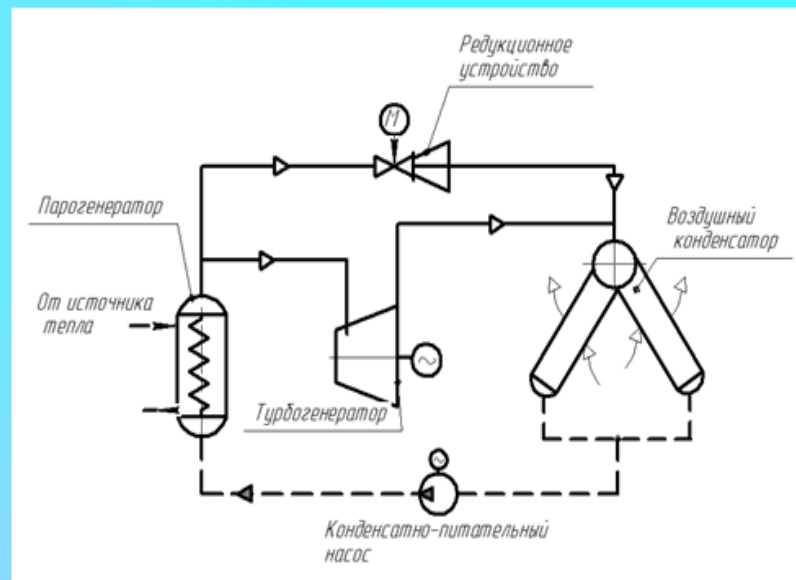 Редукционное
устройство
М
Парогенератор
Воздушный
конденсатор
От источника
тепла
Турбогенератор
Конденсатно-питательный
насос